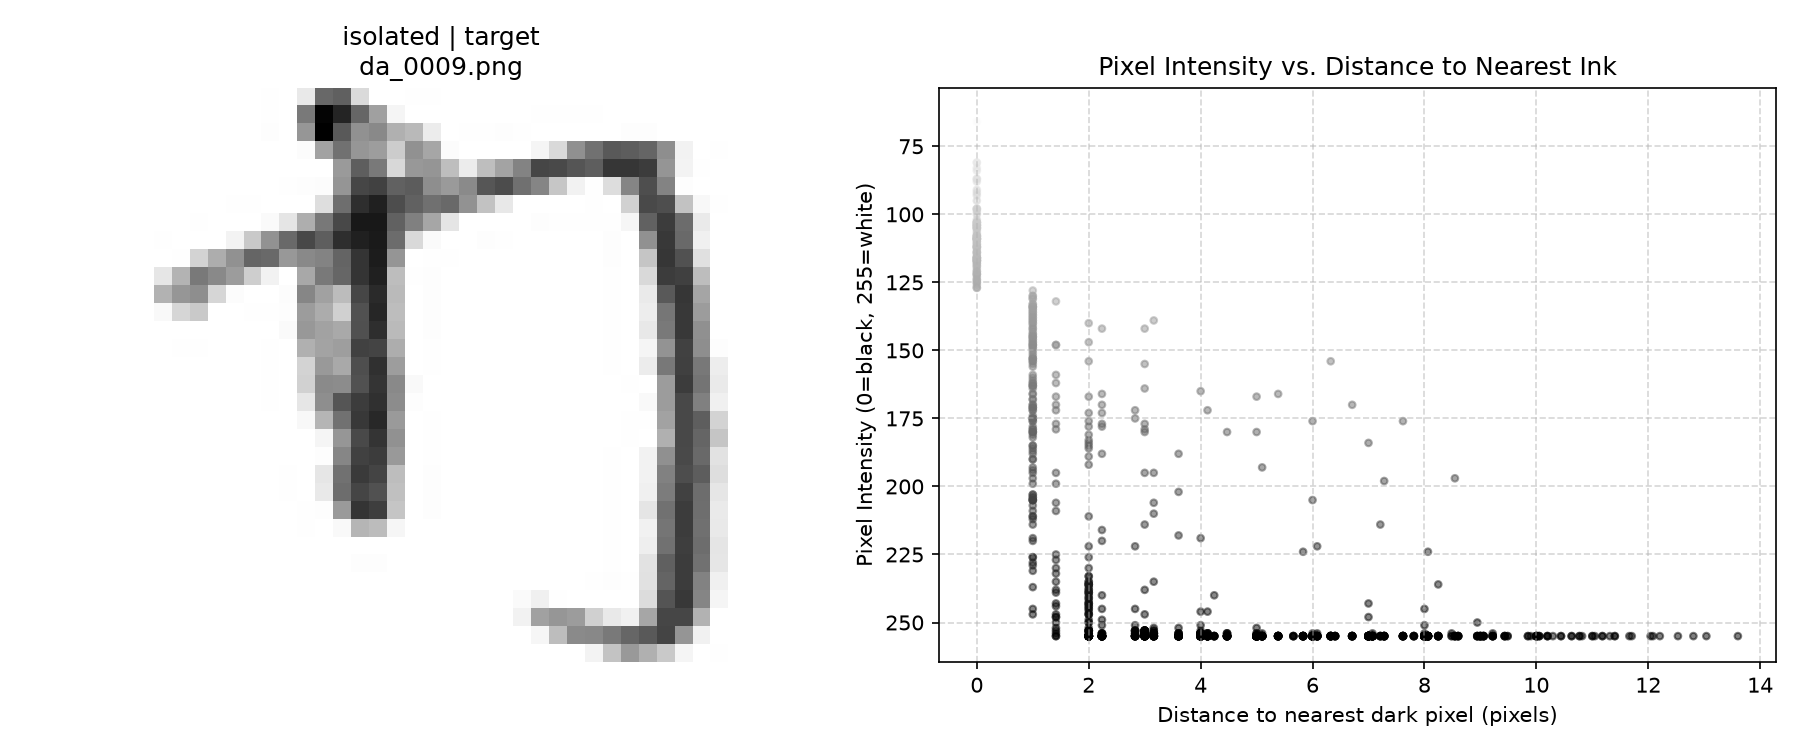 isolated | target
da_0009.png
Pixel Intensity vs. Distance to Nearest Ink
Pixel Intensity (0=black, 255=white)
75
100
125
150
175
200
225
250
0 2 4 6 8 10 12 14
Distance to nearest dark pixel (pixels)